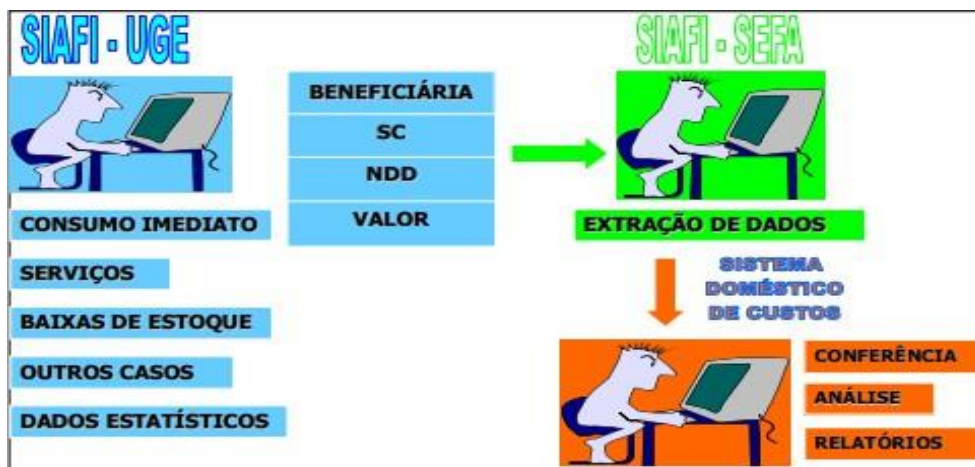 SIAFI - UGE
SIAFI - SEFA
BENEFICIÁRIA
SC
NDD
VALOR
CONSUMO IMEDIATO
SERVIÇOS
BAIXAS DE ESTOQUE
OUTROS CASOS
DADOS ESTATÍSTICOS
EXTRAÇÃO DE DADOS
SISTEMA
DOMÉSTICO
DE CUSTOS
CONFERÊNCIA
ANÁLISE
RELATÓRIOS